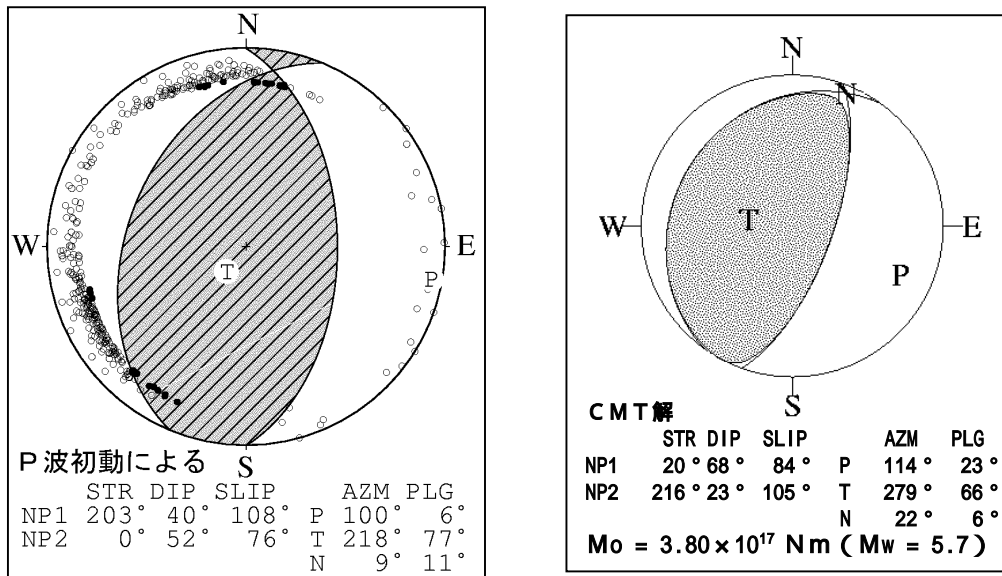 N
W
E
T
P
S
P波初動による
STR DIP SLIP AZM PLG
NP1 203° 40° 108° P 100° 6°
NP2 0° 52° 76° T 218° 77°
N 9° 11°
N
N
W
T
E
P
S
CMT解
STR DIP SLIP AZM PLG
NP1 20° 68° 84° P 114° 23°
NP2 216° 23° 105° T 279° 66°
N 22° 6°
Mo = 3.80×10¹⁷ Nm (Mw = 5.7)